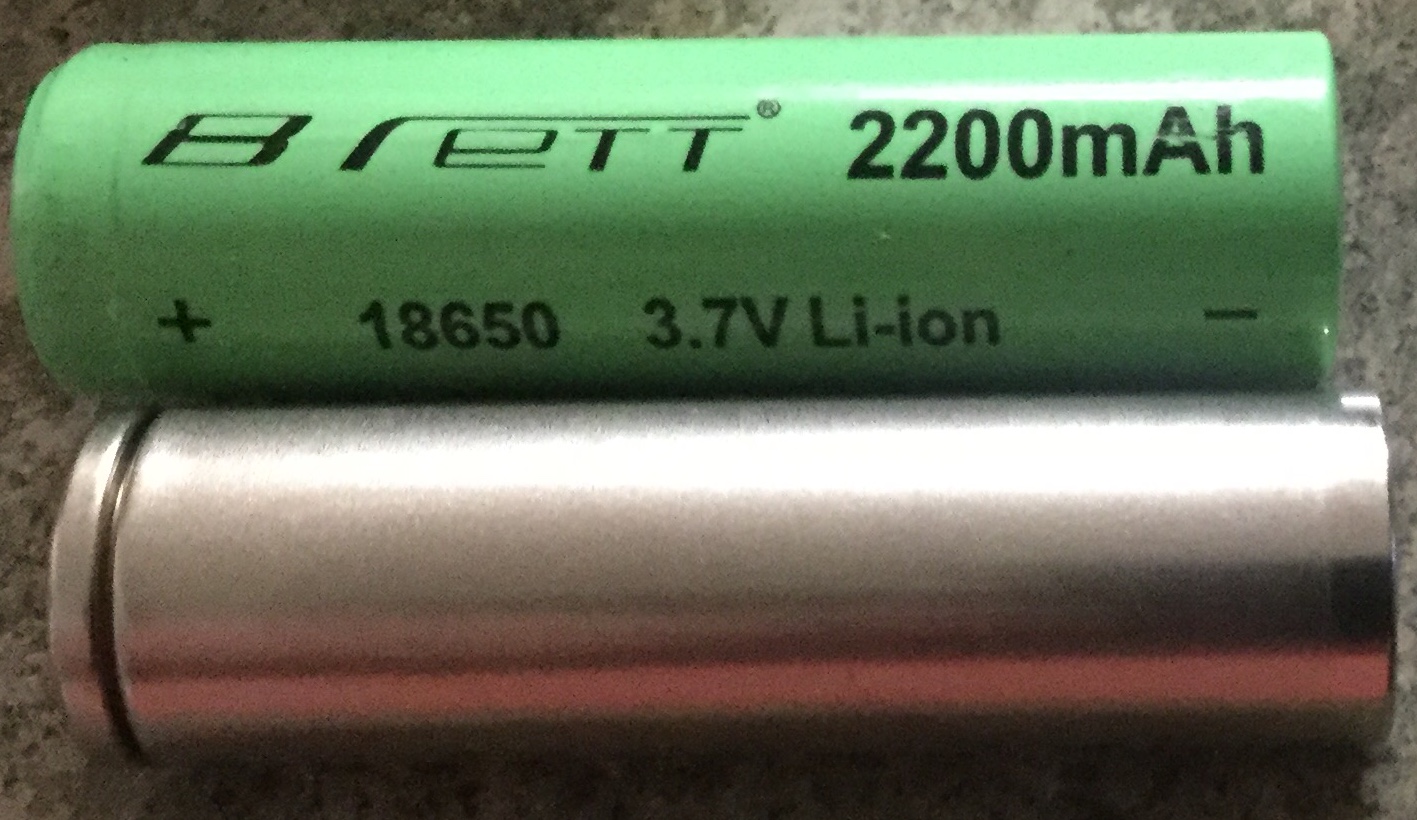 Brett® 2200mAh
+ 18650 3.7V Li-ion −